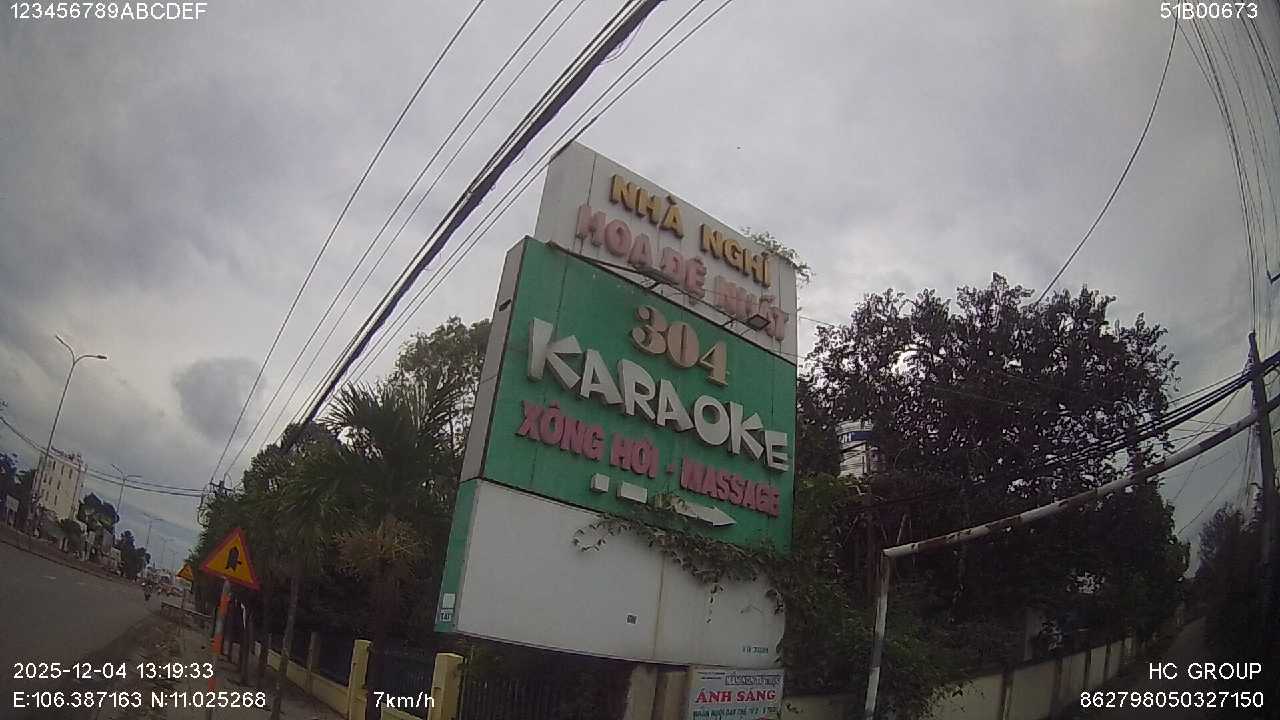 123456789ABCDEF
51B00673
NHÀ NGHỈ
HOA ĐỆ NHẤT
304
KARAOKE
XÔNG HƠI - MASSAGE
ÁNH SÁNG
2025-12-04 13:19:33
E:106.387163 N:11.025268
7km/h
HC GROUP
862798050327150